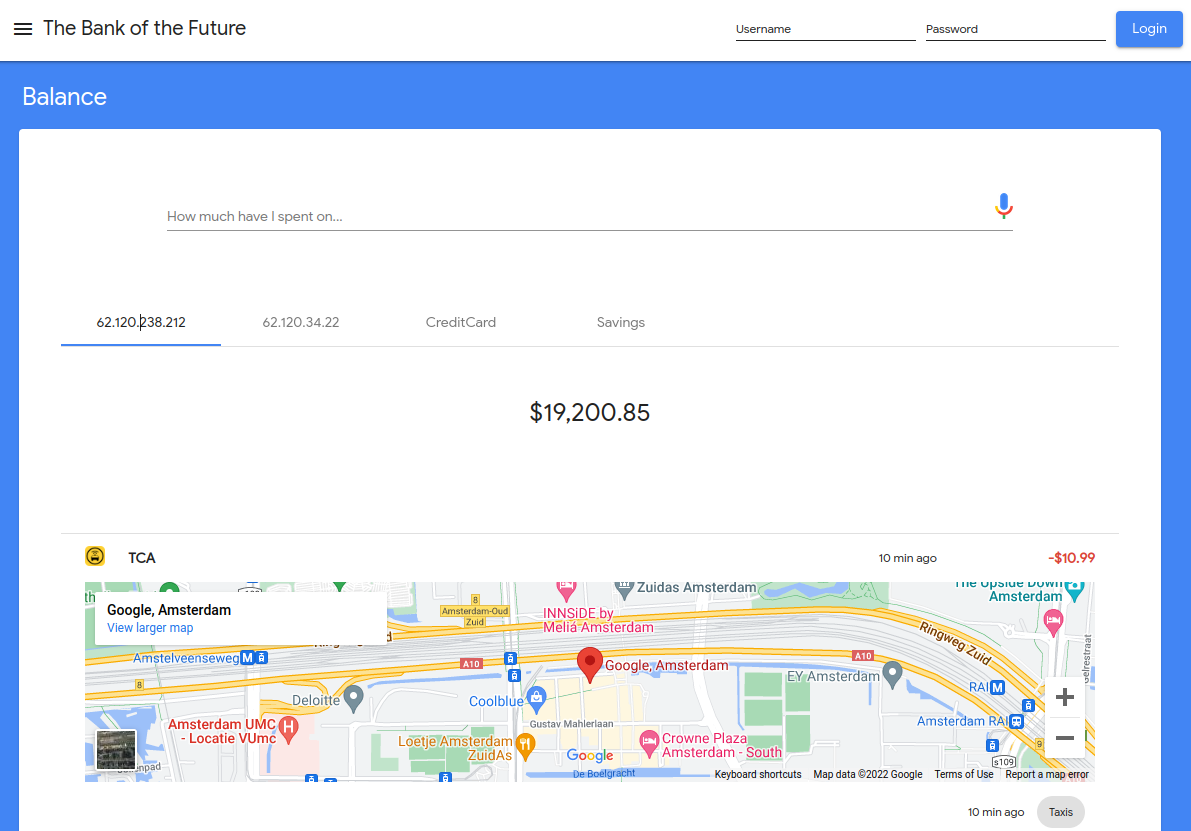 The Bank of the Future
Username
Password
Login
Balance
How much have I spent on...
62.120.238.212
62.120.34.22
CreditCard
Savings
$19,200.85
TCA
10 min ago
-$10.99
Google, Amsterdam
View larger map
8
Amsterdam-Oud
Zuid
INNSiDE by
Meliá Amsterdam
Zuidas Amsterdam
The Upside Down
Amsterdam
Ringweg Zuid
Amstelveenseweg
M
A10
Google, Amsterdam
A10
EY Amsterdam
RAI
M
Gelrestraat
8
Deloitte
Coolblue
Gustav Mahlerlaan
Amsterdam RAI
Amsterdam UMC
- Locatie VUmc
H
Loetje Amsterdam
ZuidAs
Google
Crowne Plaza
Amsterdam - South
9
s109
De Boelgracht
Keyboard shortcuts
Map data ©2022 Google
Terms of Use
Report a map error
10 min ago
Taxis